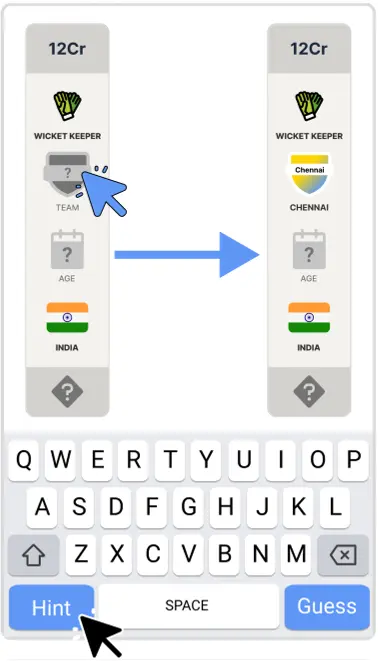 12Cr 12Cr
WICKET KEEPER WICKET KEEPER
? Chennai
TEAM CHENNAI
? ?
AGE AGE
INDIA INDIA
? ?
Q W E R T Y U I O P
A S D F G H J K L
Z X C V B N M
Hint SPACE Guess